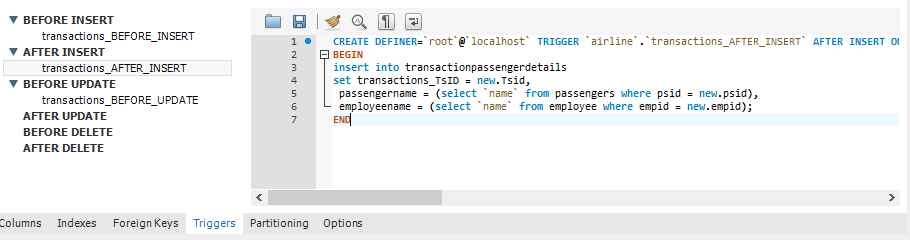 BEFORE INSERT
transactions_BEFORE_INSERT
AFTER INSERT
transactions_AFTER_INSERT
BEFORE UPDATE
transactions_BEFORE_UPDATE
AFTER UPDATE
BEFORE DELETE
AFTER DELETE
1 CREATE DEFINER=`root`@`localhost` TRIGGER `airline`.`transactions_AFTER_INSERT` AFTER INSERT ON
2 BEGIN
3 insert into transactionpassengerdetails
4 set transactions_TsID = new.Tsid,
5 passengername = (select `name` from passengers where psid = new.psid),
6 employeename = (select `name` from employee where empid = new.empid);
7 END
Columns Indexes Foreign Keys Triggers Partitioning Options